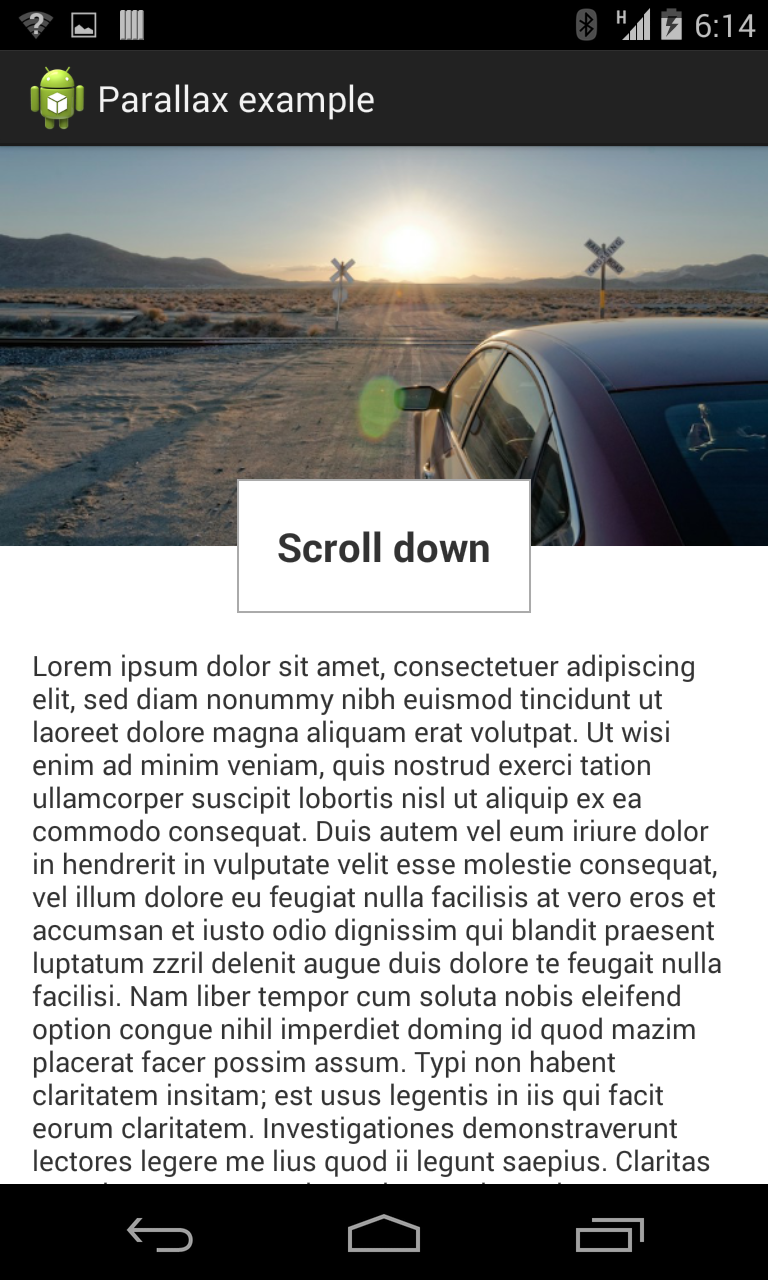 H 6:14
Parallax example
Scroll down
Lorem ipsum dolor sit amet, consectetuer adipiscing
elit, sed diam nonummy nibh euismod tincidunt ut
laoreet dolore magna aliquam erat volutpat. Ut wisi
enim ad minim veniam, quis nostrud exerci tation
ullamcorper suscipit lobortis nisl ut aliquip ex ea
commodo consequat. Duis autem vel eum iriure dolor
in hendrerit in vulputate velit esse molestie consequat,
vel illum dolore eu feugiat nulla facilisis at vero eros et
accumsan et iusto odio dignissim qui blandit praesent
luptatum zzril delenit augue duis dolore te feugait nulla
facilisi. Nam liber tempor cum soluta nobis eleifend
option congue nihil imperdiet doming id quod mazim
placerat facer possim assum. Typi non habent
claritatem insitam; est usus legentis in iis qui facit
eorum claritatem. Investigationes demonstraverunt
lectores legere me lius quod ii legunt saepius. Claritas